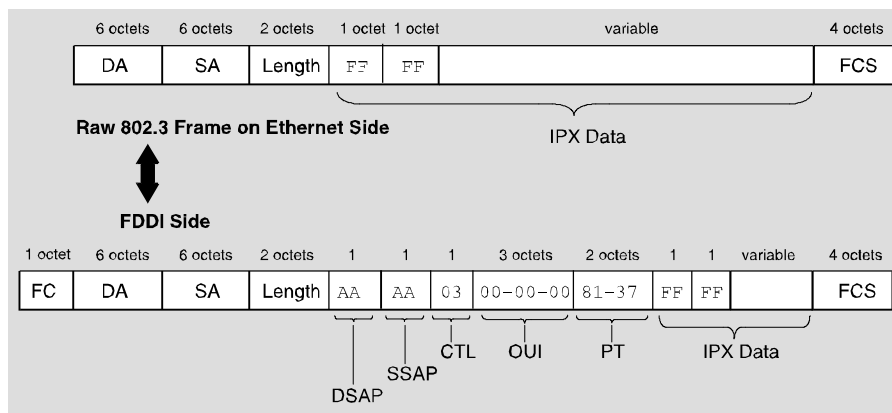 6 octets 6 octets 2 octets 1 octet 1 octet variable 4 octets
DA SA Length FF FF FCS
IPX Data
Raw 802.3 Frame on Ethernet Side
FDDI Side
1 octet 6 octets 6 octets 2 octets 1 1 1 3 octets 2 octets 1 1 variable 4 octets
FC DA SA Length AA AA 03 00-00-00 81-37 FF FF FCS
CTL OUI PT IPX Data
SSAP
DSAP